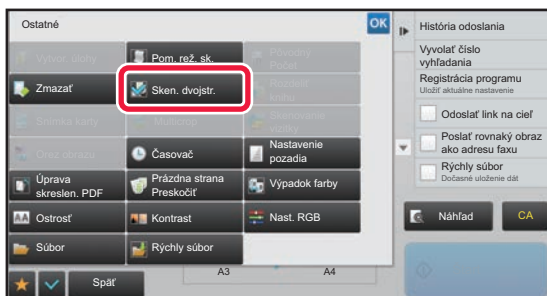 Ostatné
OK
Vytvor. úlohy
Pom. rež. sk.
Pôvodný
Počet
Zmazať
Sken. dvojstr.
Rozdeliť
knihu
Snímka karty
Multicrop
Skenovanie
vizitky
Orez obrazu
Časovač
Nastavenie
pozadia
Úprava
skreslen. PDF
Prázdna strana
Preskočiť
Výpadok farby
Ostrosť
Kontrast
Nast. RGB
Súbor
Rýchly súbor
Späť
A3
A4
História odoslania
Vyvolať číslo
vyhľadania
Registrácia programu
Uložiť aktuálne nastavenie
Odoslať link na cieľ
Poslať rovnaký obraz
ako adresu faxu
Rýchly súbor
Dočasné uloženie dát
Náhľad
CA